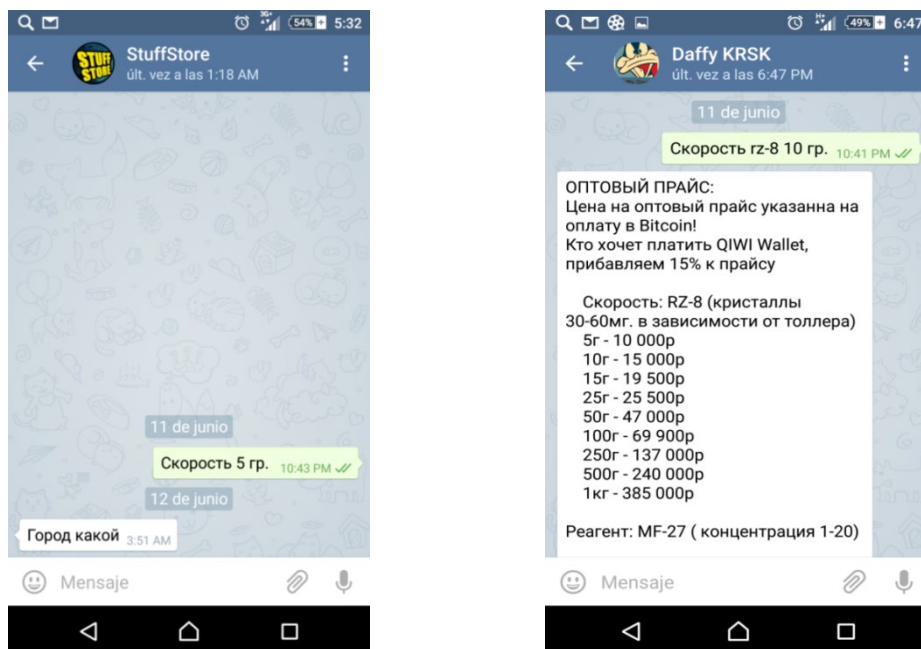 54%
5:32
STUFF
STORE
StuffStore
últ. vez a las 1:18 AM
11 de junio
Скорость 5 гр. 10:43 PM
12 de junio
Город какой 3:51 AM
Mensaje
49%
6:47
Daffy KRSK
últ. vez a las 6:47 PM
11 de junio
Скорость rz-8 10 гр. 10:41 PM
ОПТОВЫЙ ПРАЙС:
Цена на оптовый прайс указанна на
оплату в Bitcoin!
Кто хочет платить QIWI Wallet,
прибавляем 15% к прайсу
Скорость: RZ-8 (кристаллы
30-60мг. в зависимости от толлера)
5г - 10 000р
10г - 15 000р
15г - 19 500р
25г - 25 500р
50г - 47 000р
100г - 69 900р
250г - 137 000р
500г - 240 000р
1кг - 385 000р
Реагент: MF-27 ( концентрация 1-20)
Mensaje